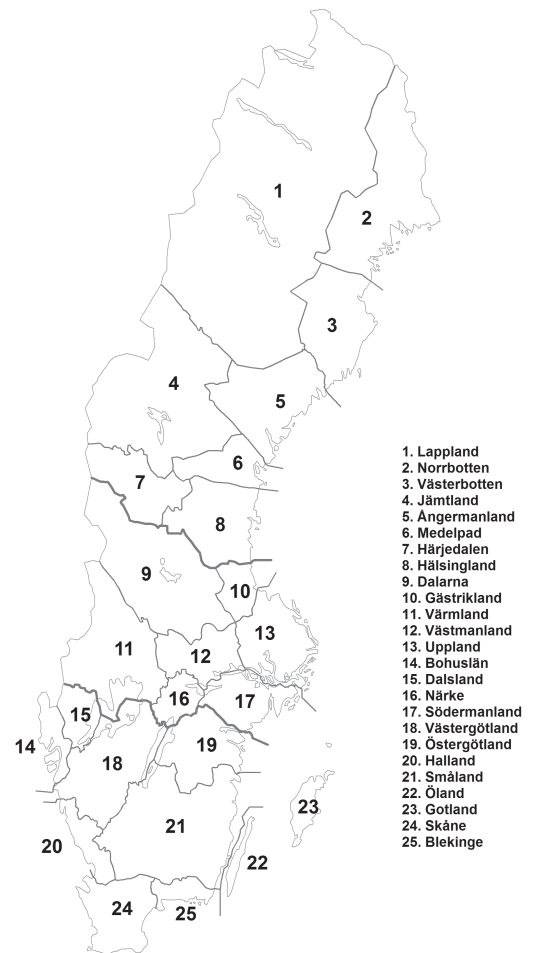 1
2
3
4
5
6
7
8
9
10
11
12
13
14
15
16
17
18
19
20
21
22
23
24
25
1. Lappland
2. Norrbotten
3. Västerbotten
4. Jämtland
5. Ångermanland
6. Medelpad
7. Härjedalen
8. Hälsingland
9. Dalarna
10. Gästrikland
11. Värmland
12. Västmanland
13. Uppland
14. Bohuslän
15. Dalsland
16. Närke
17. Södermanland
18. Västergötland
19. Östergötland
20. Halland
21. Småland
22. Öland
23. Gotland
24. Skåne
25. Blekinge